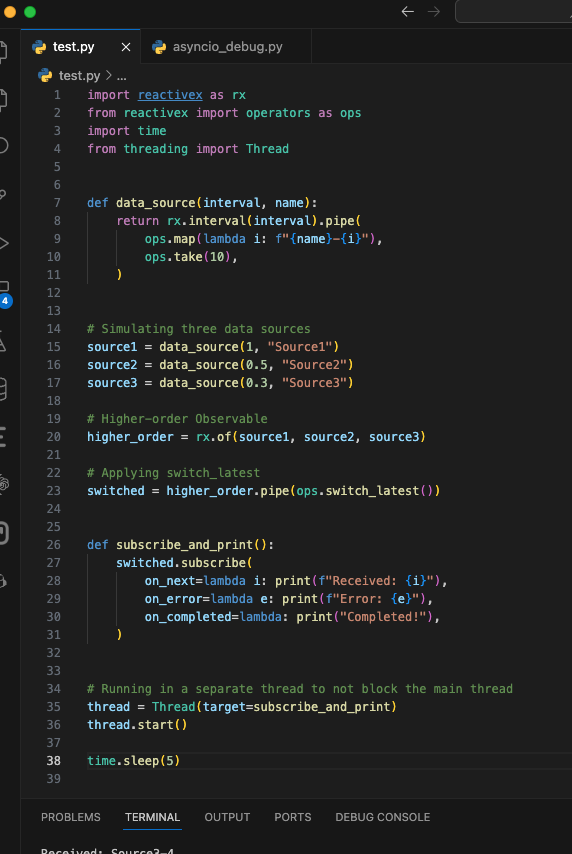 test.py
asyncio_debug.py
test.py > ...
1 import reactivex as rx
2 from reactivex import operators as ops
3 import time
4 from threading import Thread
5
6
7 def data_source(interval, name):
8     return rx.interval(interval).pipe(
9         ops.map(lambda i: f"{name}-{i}"),
10         ops.take(10),
11     )
12
13
14 # Simulating three data sources
15 source1 = data_source(1, "Source1")
16 source2 = data_source(0.5, "Source2")
17 source3 = data_source(0.3, "Source3")
18
19 # Higher-order Observable
20 higher_order = rx.of(source1, source2, source3)
21
22 # Applying switch_latest
23 switched = higher_order.pipe(ops.switch_latest())
24
25
26 def subscribe_and_print():
27     switched.subscribe(
28         on_next=lambda i: print(f"Received: {i}"),
29         on_error=lambda e: print(f"Error: {e}"),
30         on_completed=lambda: print("Completed!"),
31     )
32
33
34 # Running in a separate thread to not block the main thread
35 thread = Thread(target=subscribe_and_print)
36 thread.start()
37
38 time.sleep(5)
39
4
PROBLEMS TERMINAL OUTPUT PORTS DEBUG CONSOLE
Received: Source3-4